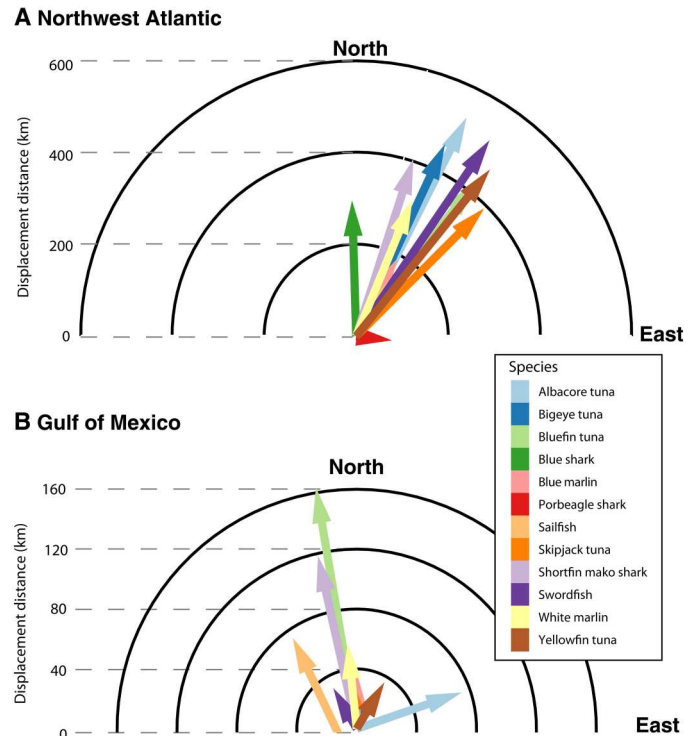 A Northwest Atlantic
North
600
400
200
0
Displacement distance (km)
East
Species
Albacore tuna
Bigeye tuna
Bluefin tuna
Blue shark
Blue marlin
Porbeagle shark
Sailfish
Skipjack tuna
Shortfin mako shark
Swordfish
White marlin
Yellowfin tuna
B Gulf of Mexico
North
160
120
80
40
0
Displacement distance (km)
East